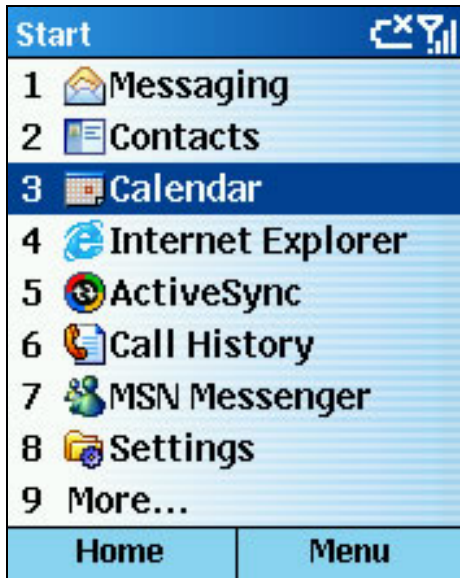 Start
1 Messaging
2 Contacts
3 Calendar
4 Internet Explorer
5 ActiveSync
6 Call History
7 MSN Messenger
8 Settings
9 More...
Home Menu